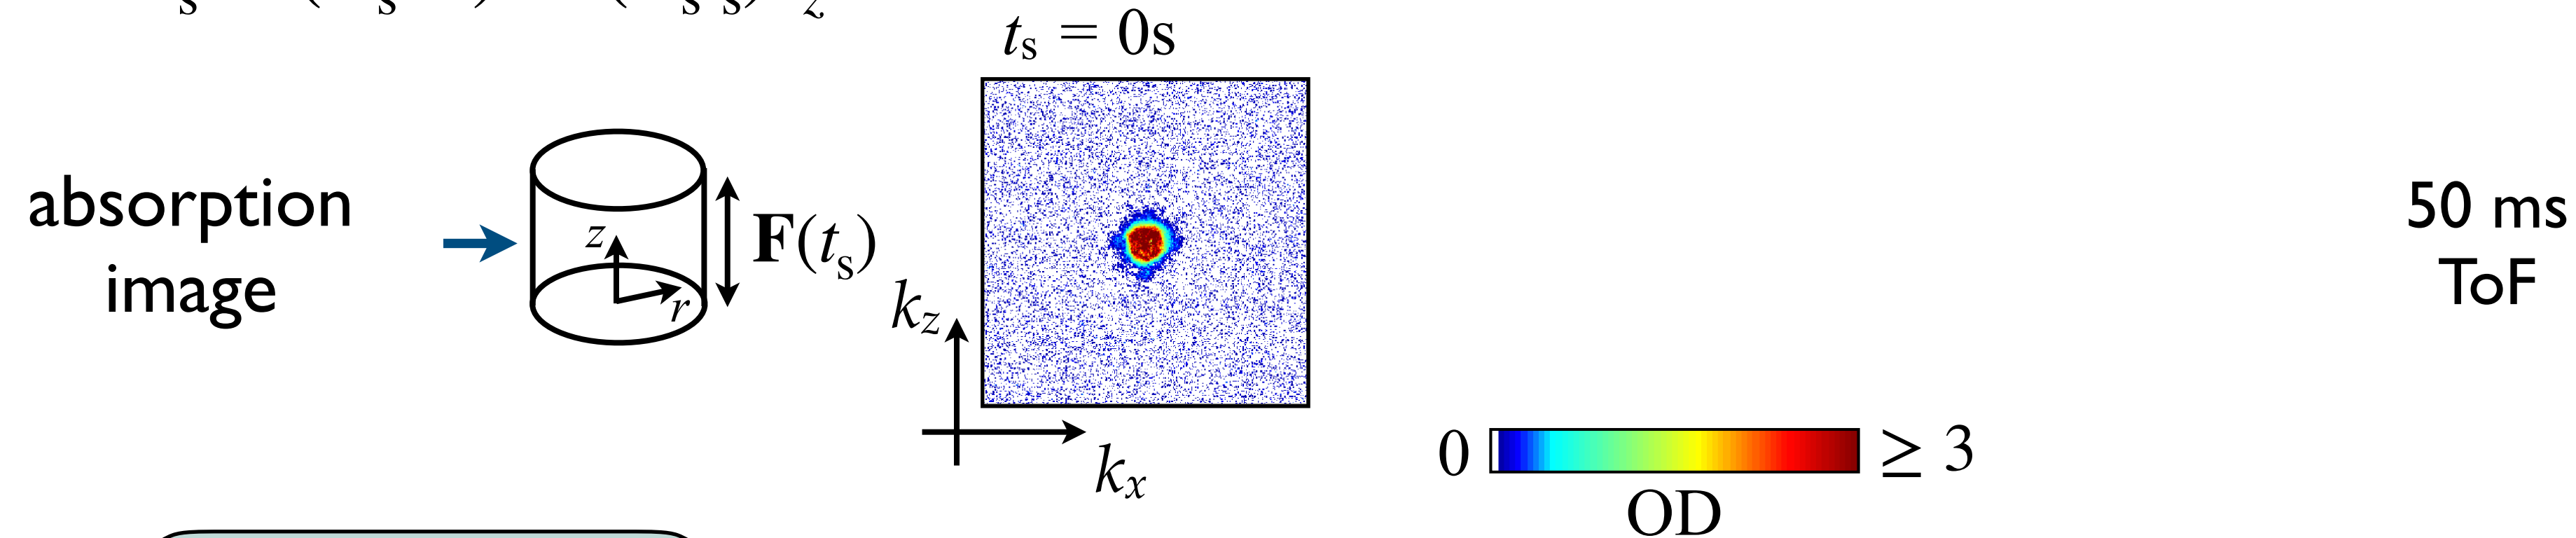 t_s = 0s
absorption
image
z
r
F(t_s)
k_z
k_x
50 ms
ToF
0
≥ 3
OD